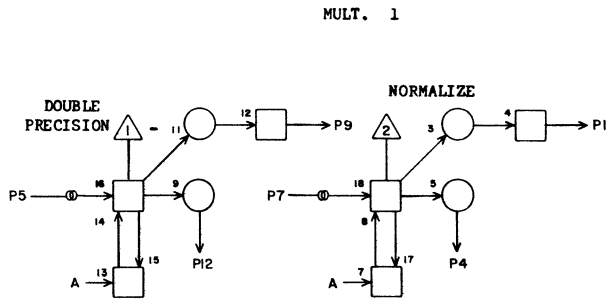 MULT. 1
DOUBLE
PRECISION
1 -
11
12
P9
P5
16
9
14
15
P12
A
13
NORMALIZE
2
3
4
P1
P7
18
5
8
17
P4
A
7